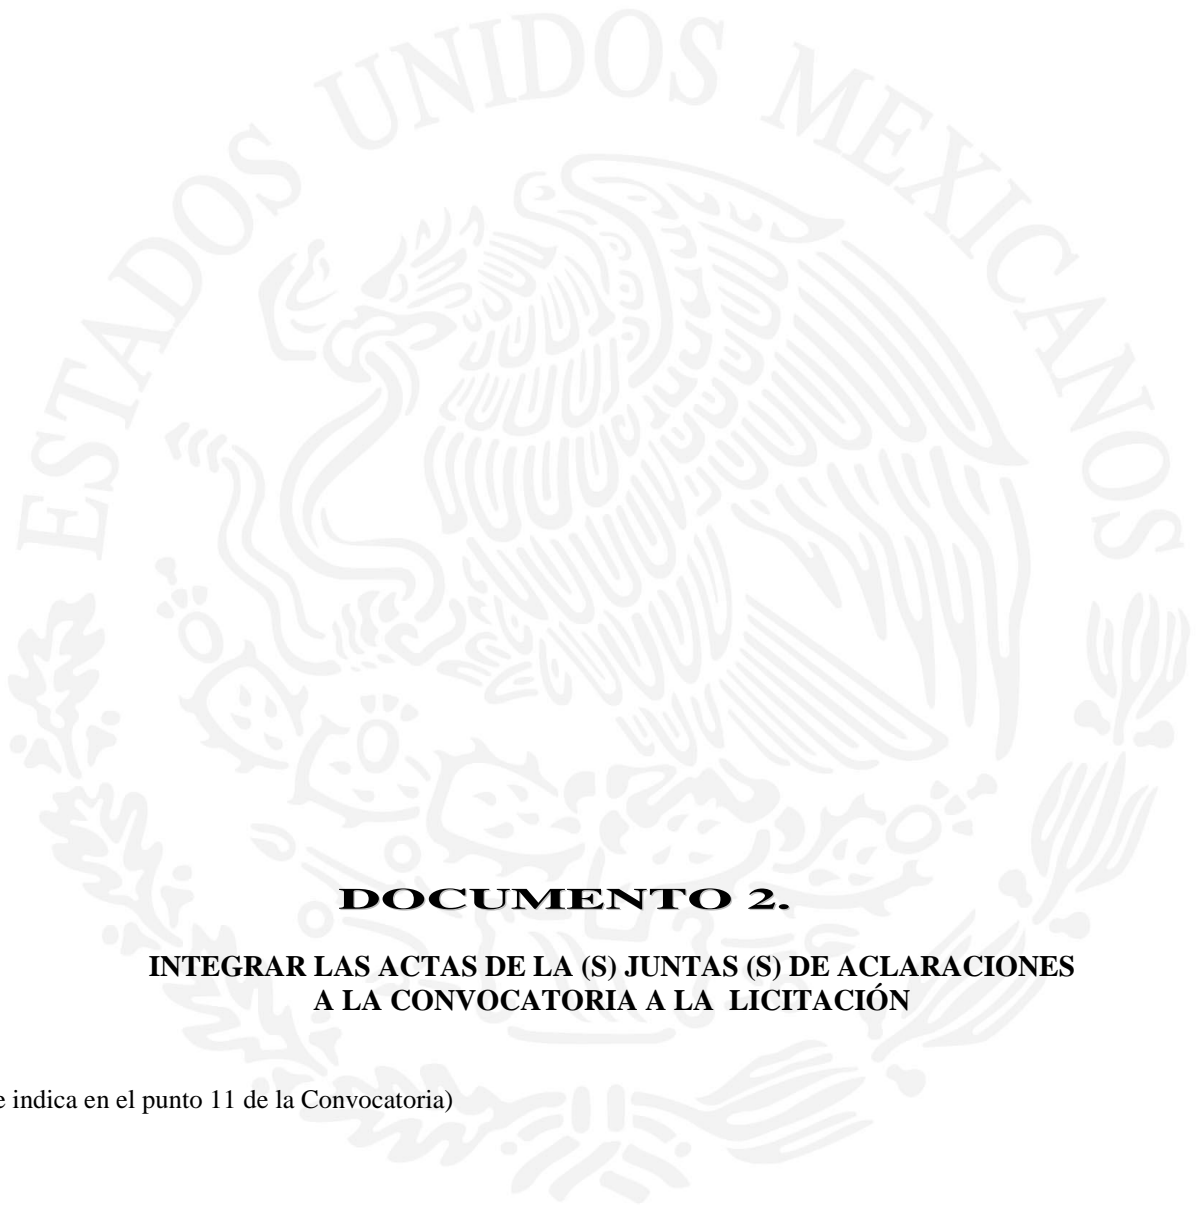 ESTADOS UNIDOS MEXICANOS
DOCUMENTO 2.
INTEGRAR LAS ACTAS DE LA (S) JUNTAS (S) DE ACLARACIONES
A LA CONVOCATORIA A LA LICITACIÓN
e indica en el punto 11 de la Convocatoria)